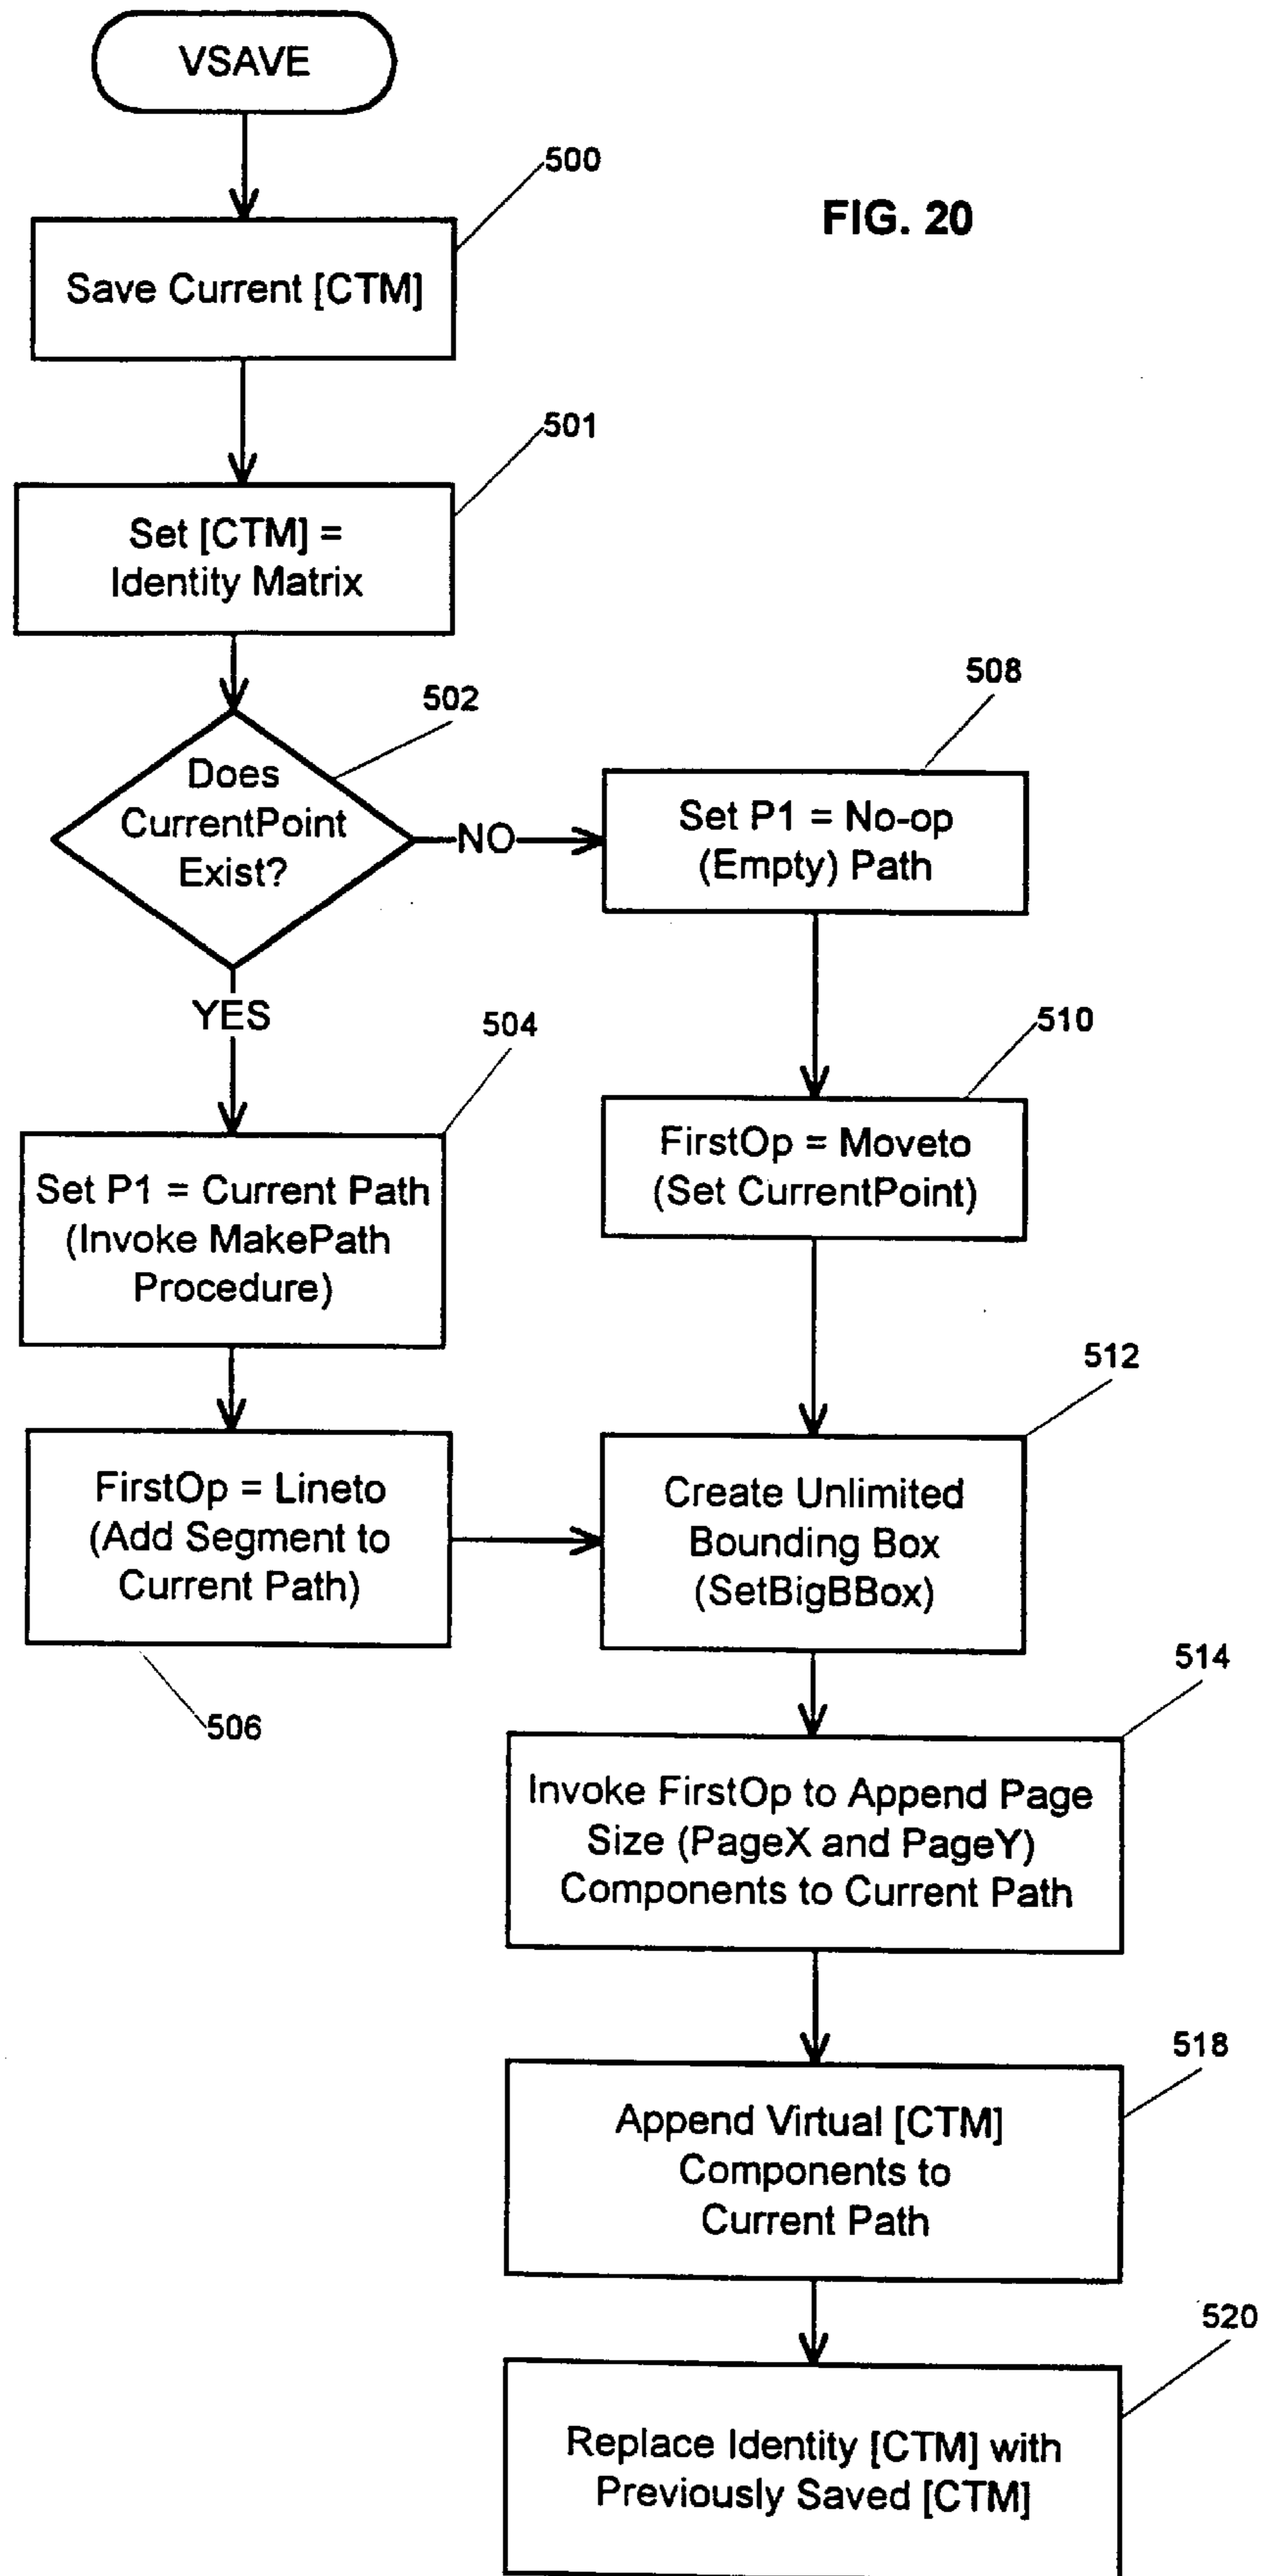 VSAVE
500
FIG. 20
Save Current [CTM]
501
Set [CTM] =
Identity Matrix
502
508
Does
CurrentPoint
Exist?
NO
Set P1 = No-op
(Empty) Path
YES
504
510
Set P1 = Current Path
(Invoke MakePath
Procedure)
FirstOp = Moveto
(Set CurrentPoint)
512
FirstOp = Lineto
(Add Segment to
Current Path)
506
Create Unlimited
Bounding Box
(SetBigBBox)
514
Invoke FirstOp to Append Page
Size (PageX and PageY)
Components to Current Path
518
Append Virtual [CTM]
Components to
Current Path
520
Replace Identity [CTM] with
Previously Saved [CTM]